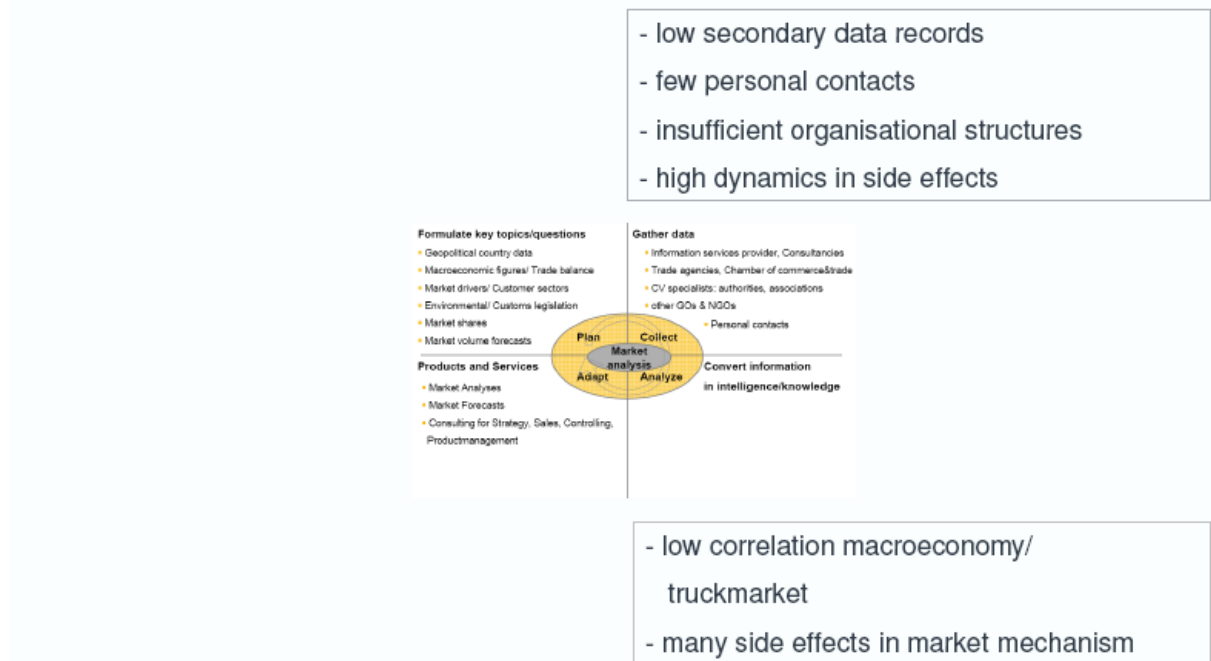 - low secondary data records
- few personal contacts
- insufficient organisational structures
- high dynamics in side effects
Formulate key topics/questions
Geopolitical country data
Macroeconomic figures/ Trade balance
Market drivers/ Customer sectors
Environmental/ Customs legislation
Market shares
Market volume forecasts
Gather data
Information services provider, Consultancies
Trade agencies, Chamber of commerce&trade
CV specialists: authorities, associations
other GOs & NGOs
Personal contacts
Plan
Collect
Market
analysis
Adapt
Analyze
Products and Services
Market Analyses
Market Forecasts
Consulting for Strategy, Sales, Controlling,
Productmanagement
Convert information
in intelligence/knowledge
- low correlation macroeconomy/
truckmarket
- many side effects in market mechanism